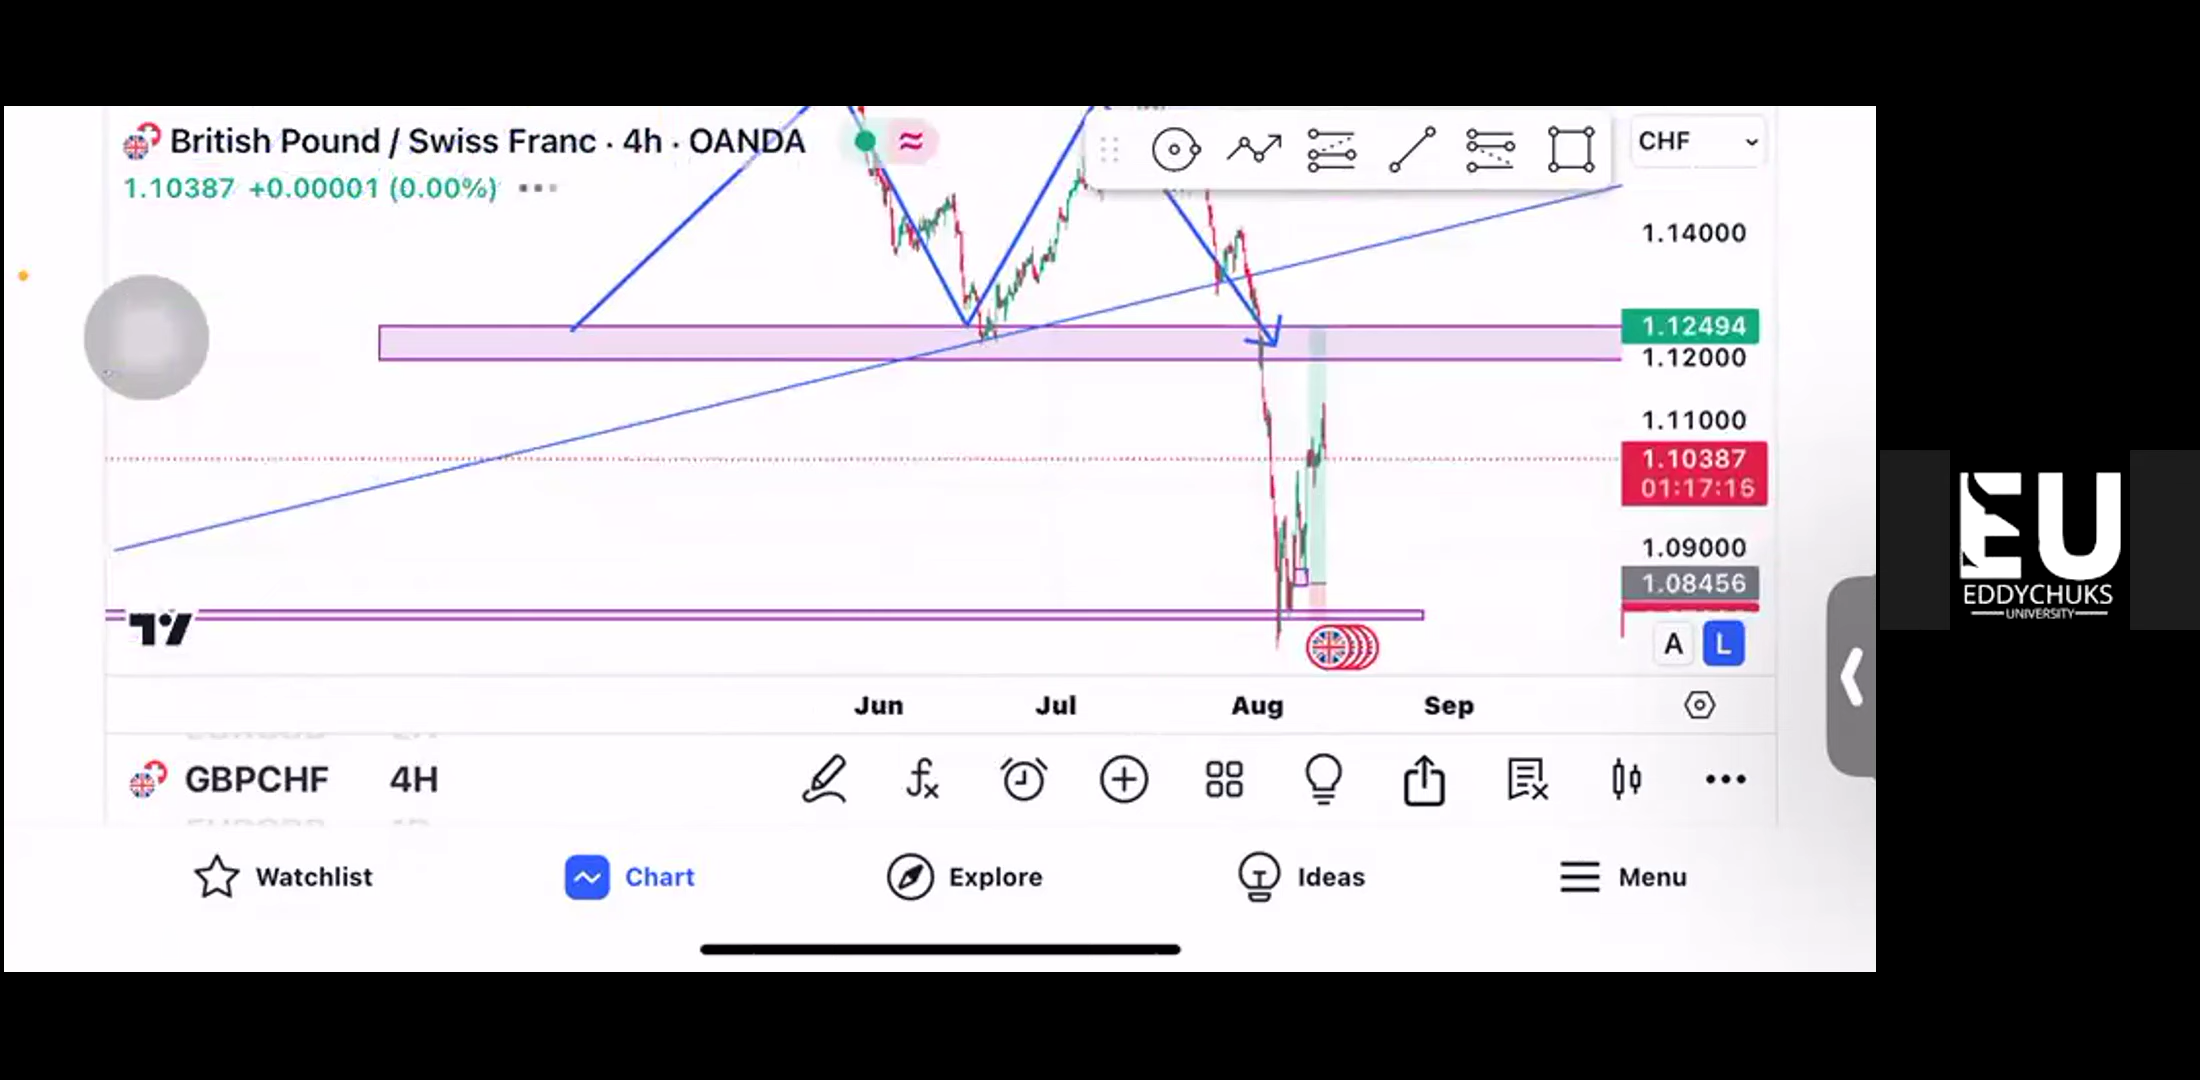 British Pound / Swiss Franc · 4h · OANDA
1.10387 +0.00001 (0.00%)
CHF
1.14000
1.12494
1.12000
1.11000
1.10387
01:17:16
1.09000
1.08456
A L
Jun Jul Aug Sep
GBPCHF 4H
Watchlist Chart Explore Ideas Menu
EU
EDDYCHUKS
UNIVERSITY